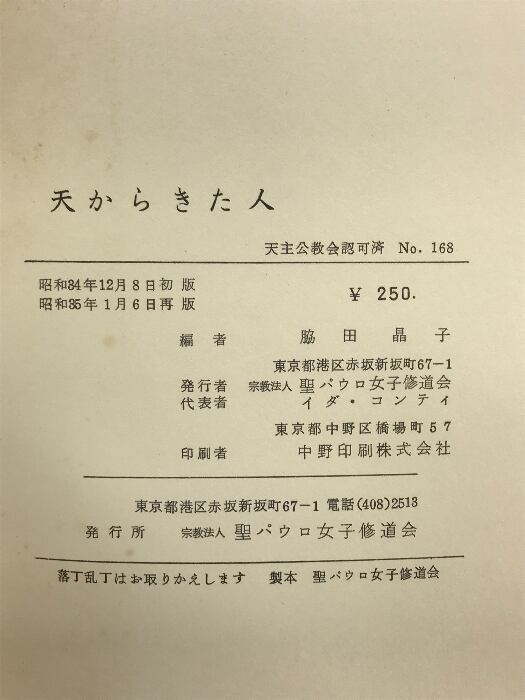 天からきた人
天主公教会認可済 No. 168
昭和34年12月8日初版
昭和35年1月6日再版
¥ 250.
編者 脇田晶子
東京都港区赤坂新坂町67-1
発行者 宗教法人 聖パウロ女子修道会
代表者 イダ・コンティ
東京都中野区橋場町57
印刷者 中野印刷株式会社
東京都港区赤坂新坂町67-1 電話(408)2513
発行所 宗教法人 聖パウロ女子修道会
落丁乱丁はお取りかえします 製本 聖パウロ女子修道会